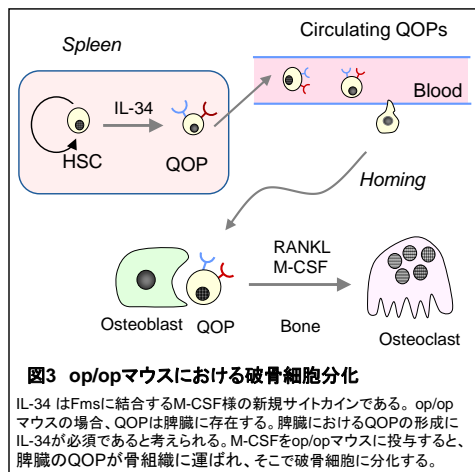 Spleen
Circulating QOPs
IL-34
HSC
QOP
Blood
Homing
RANKL
M-CSF
Osteoblast
QOP
Bone
Osteoclast
図3 op/opマウスにおける破骨細胞分化
IL-34 はFmsに結合するM-CSF様の新規サイトカインである。 op/op
マウスの場合、QOPは脾臓に存在する。脾臓におけるQOPの形成に
IL-34が必須であると考えられる。M-CSFをop/opマウスに投与すると、
脾臓のQOPが骨組織に運ばれ、そこで破骨細胞に分化する。